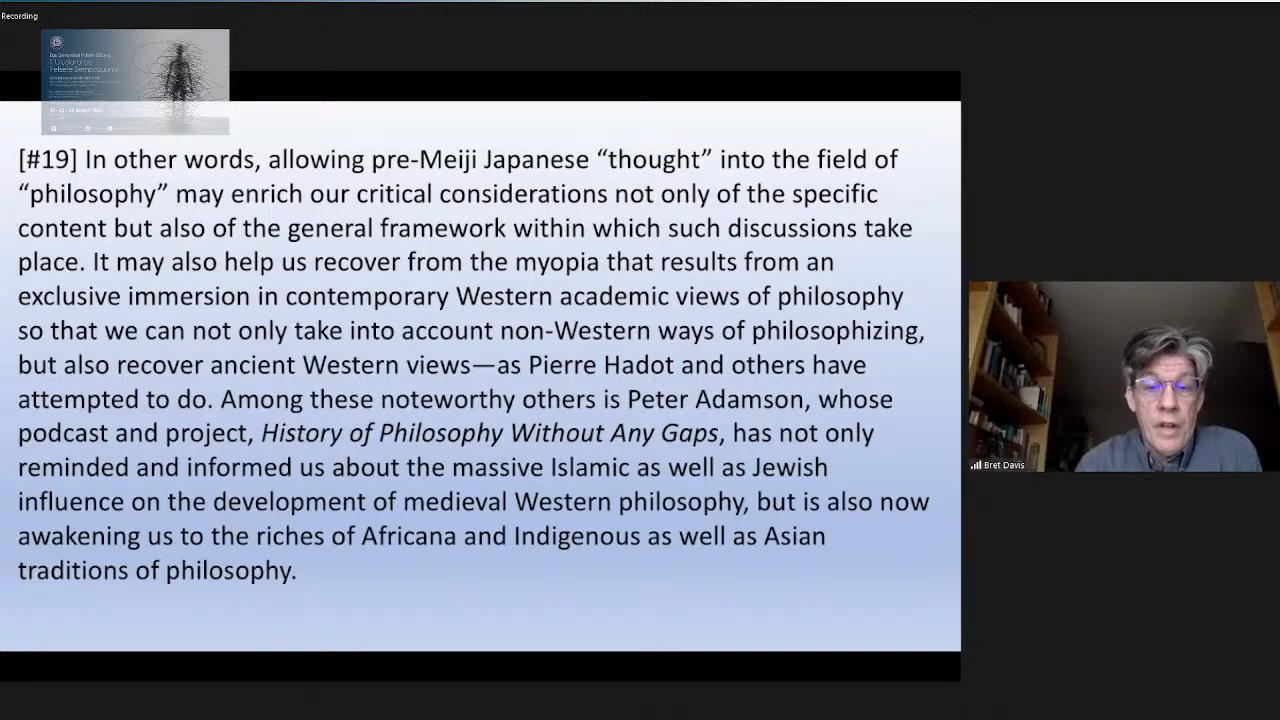 Recording
1. Uluslararası
Felsefe Sempozyumu
[#19] In other words, allowing pre-Meiji Japanese “thought” into the field of
“philosophy” may enrich our critical considerations not only of the specific
content but also of the general framework within which such discussions take
place. It may also help us recover from the myopia that results from an
exclusive immersion in contemporary Western academic views of philosophy
so that we can not only take into account non-Western ways of philosophizing,
but also recover ancient Western views—as Pierre Hadot and others have
attempted to do. Among these noteworthy others is Peter Adamson, whose
podcast and project, History of Philosophy Without Any Gaps, has not only
reminded and informed us about the massive Islamic as well as Jewish
influence on the development of medieval Western philosophy, but is also now
awakening us to the riches of Africana and Indigenous as well as Asian
traditions of philosophy.
Bret Davis